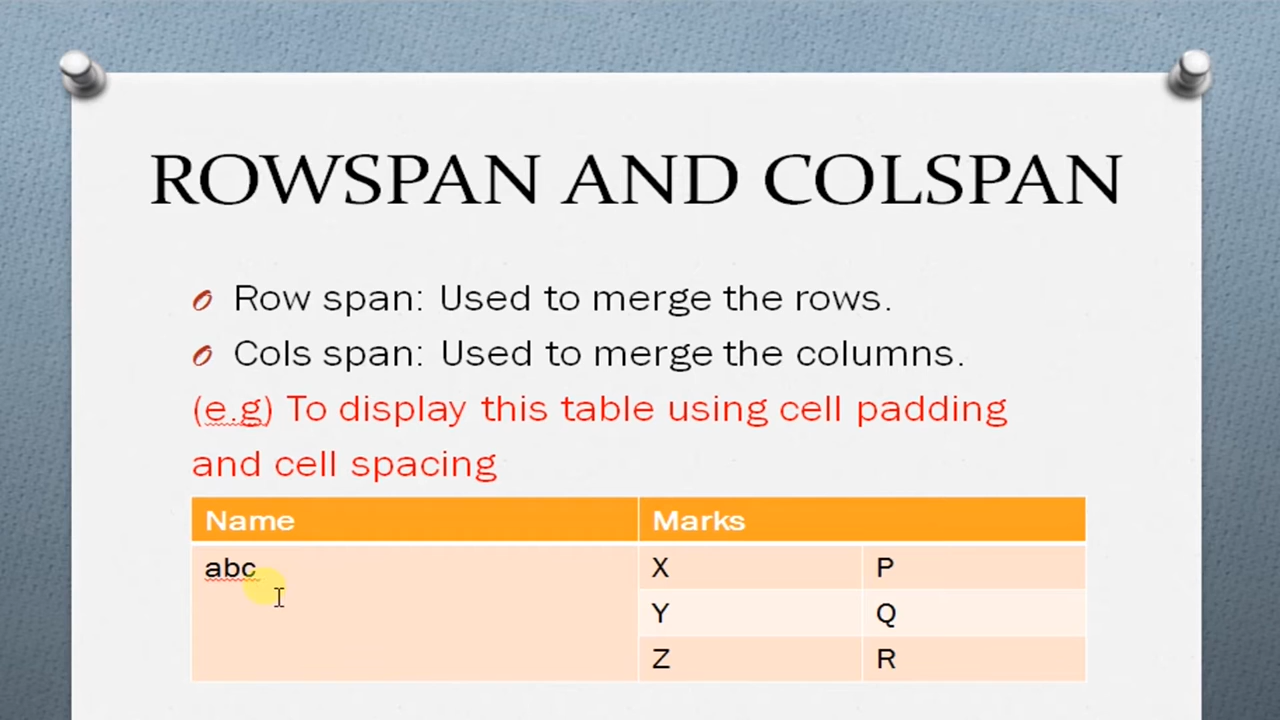 ROWSPAN AND COLSPAN
Row span: Used to merge the rows.
Cols span: Used to merge the columns.
(e.g) To display this table using cell padding
and cell spacing
Name Marks
abc X P
Y Q
Z R